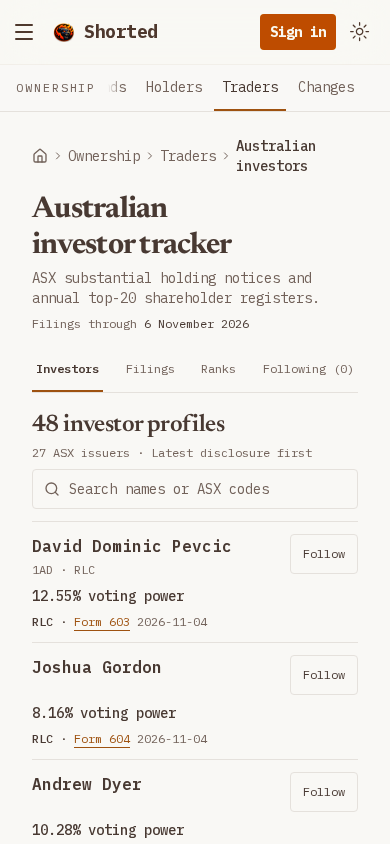 Shorted
Sign in
OWNERSHIP ds Holders Traders Changes
Ownership > Traders > Australian investors
Australian
investor tracker
ASX substantial holding notices and
annual top-20 shareholder registers.
Filings through 6 November 2026
Investors Filings Ranks Following (0)
48 investor profiles
27 ASX issuers · Latest disclosure first
Search names or ASX codes
David Dominic Pevcic
Follow
1AD · RLC
12.55% voting power
RLC · Form 603 2026-11-04
Joshua Gordon
Follow
8.16% voting power
RLC · Form 604 2026-11-04
Andrew Dyer
Follow
10.28% voting power